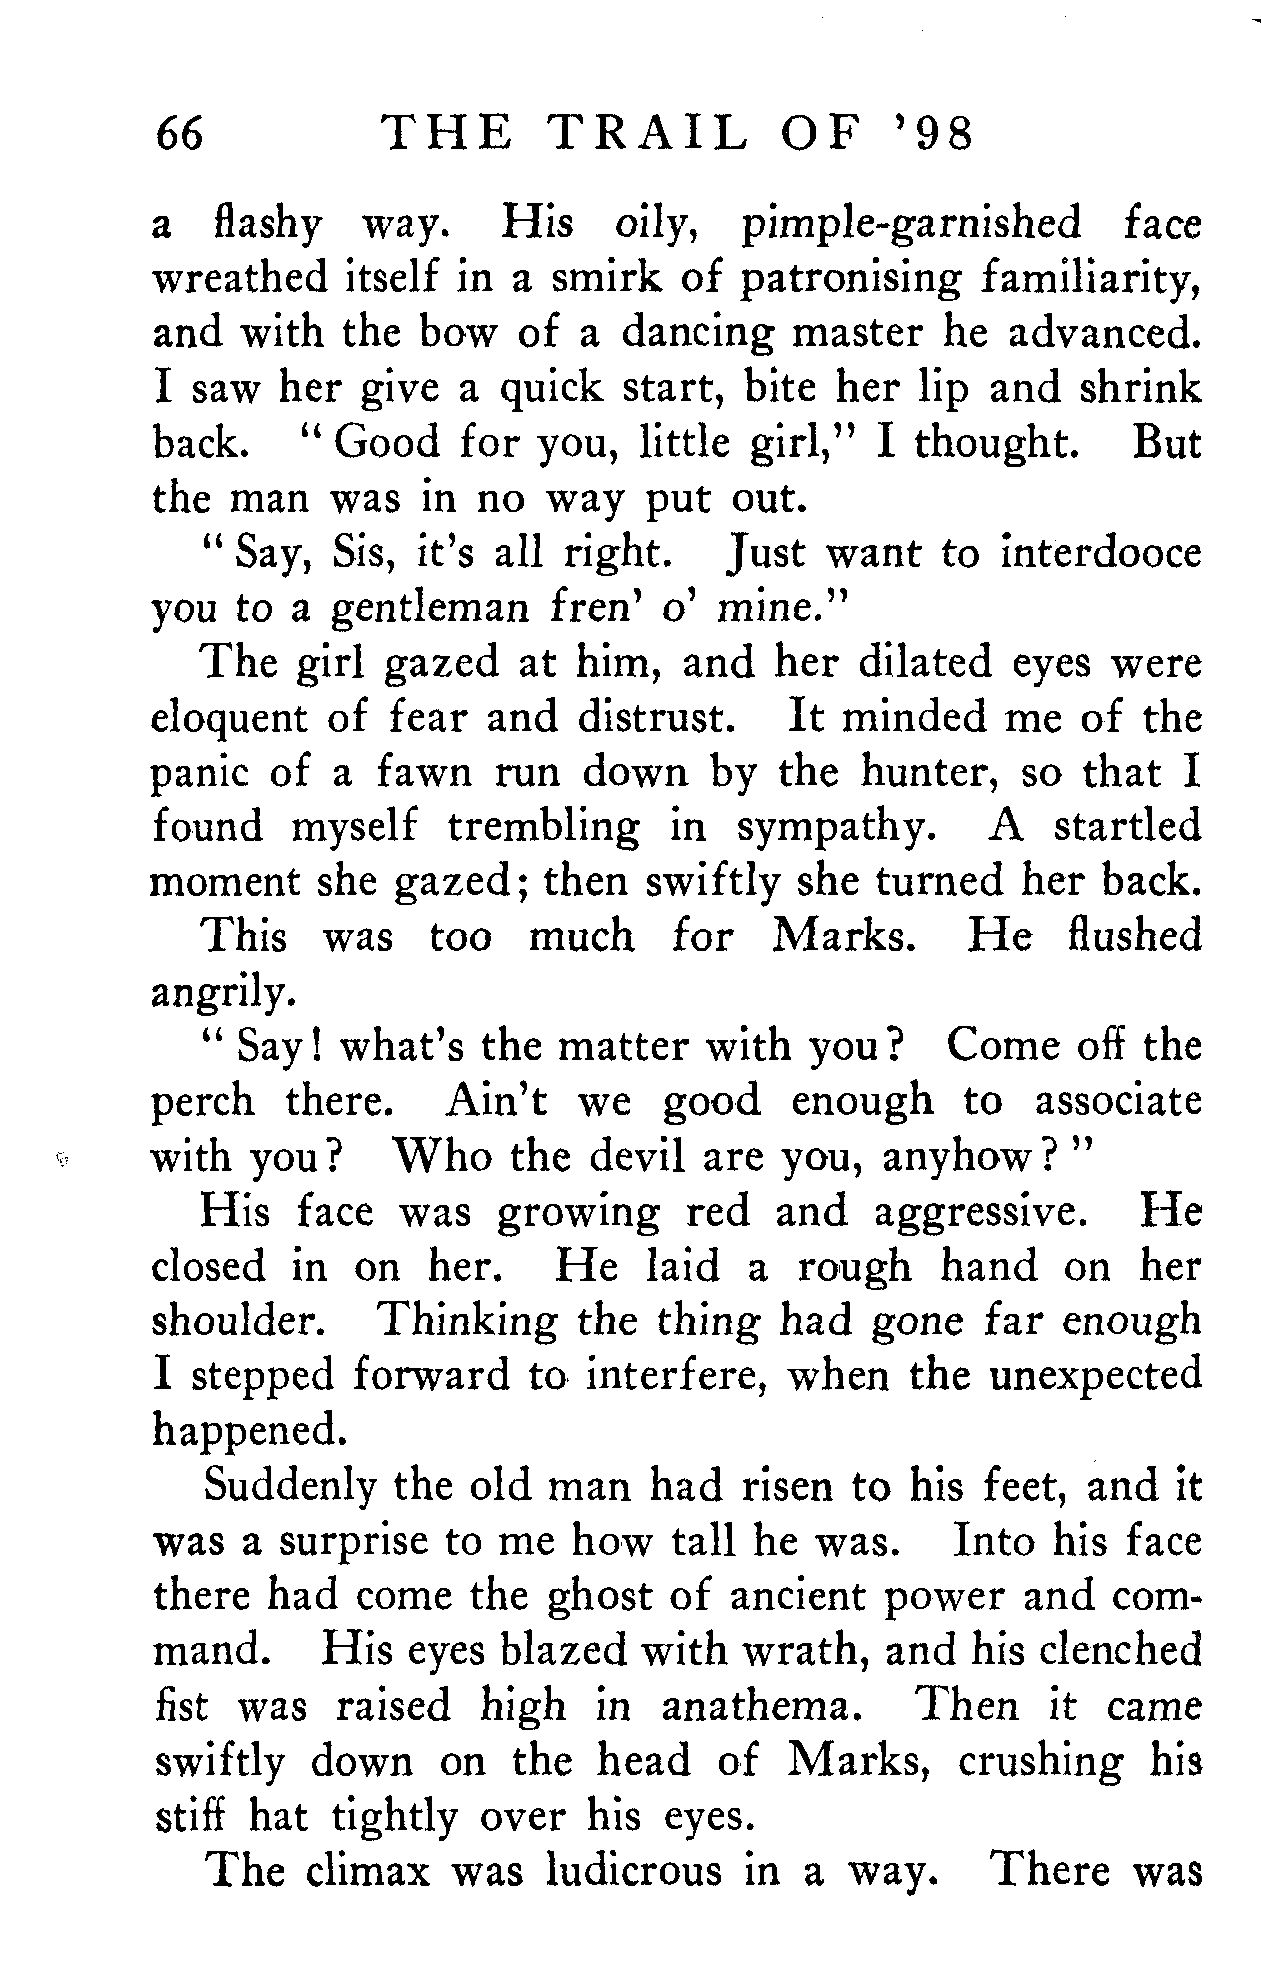 66 THE TRAIL OF '98
a flashy way. His oily, pimple-garnished face
wreathed itself in a smirk of patronising familiarity,
and with the bow of a dancing master he advanced.
I saw her give a quick start, bite her lip and shrink
back. " Good for you, little girl," I thought. But
the man was in no way put out.
" Say, Sis, it's all right. Just want to interdooce
you to a gentleman fren' o' mine."
The girl gazed at him, and her dilated eyes were
eloquent of fear and distrust. It minded me of the
panic of a fawn run down by the hunter, so that I
found myself trembling in sympathy. A startled
moment she gazed; then swiftly she turned her back.
This was too much for Marks. He flushed
angrily.
" Say! what's the matter with you? Come off the
perch there. Ain't we good enough to associate
with you? Who the devil are you, anyhow? "
His face was growing red and aggressive. He
closed in on her. He laid a rough hand on her
shoulder. Thinking the thing had gone far enough
I stepped forward to interfere, when the unexpected
happened.
Suddenly the old man had risen to his feet, and it
was a surprise to me how tall he was. Into his face
there had come the ghost of ancient power and com-
mand. His eyes blazed with wrath, and his clenched
fist was raised high in anathema. Then it came
swiftly down on the head of Marks, crushing his
stiff hat tightly over his eyes.
The climax was ludicrous in a way. There was